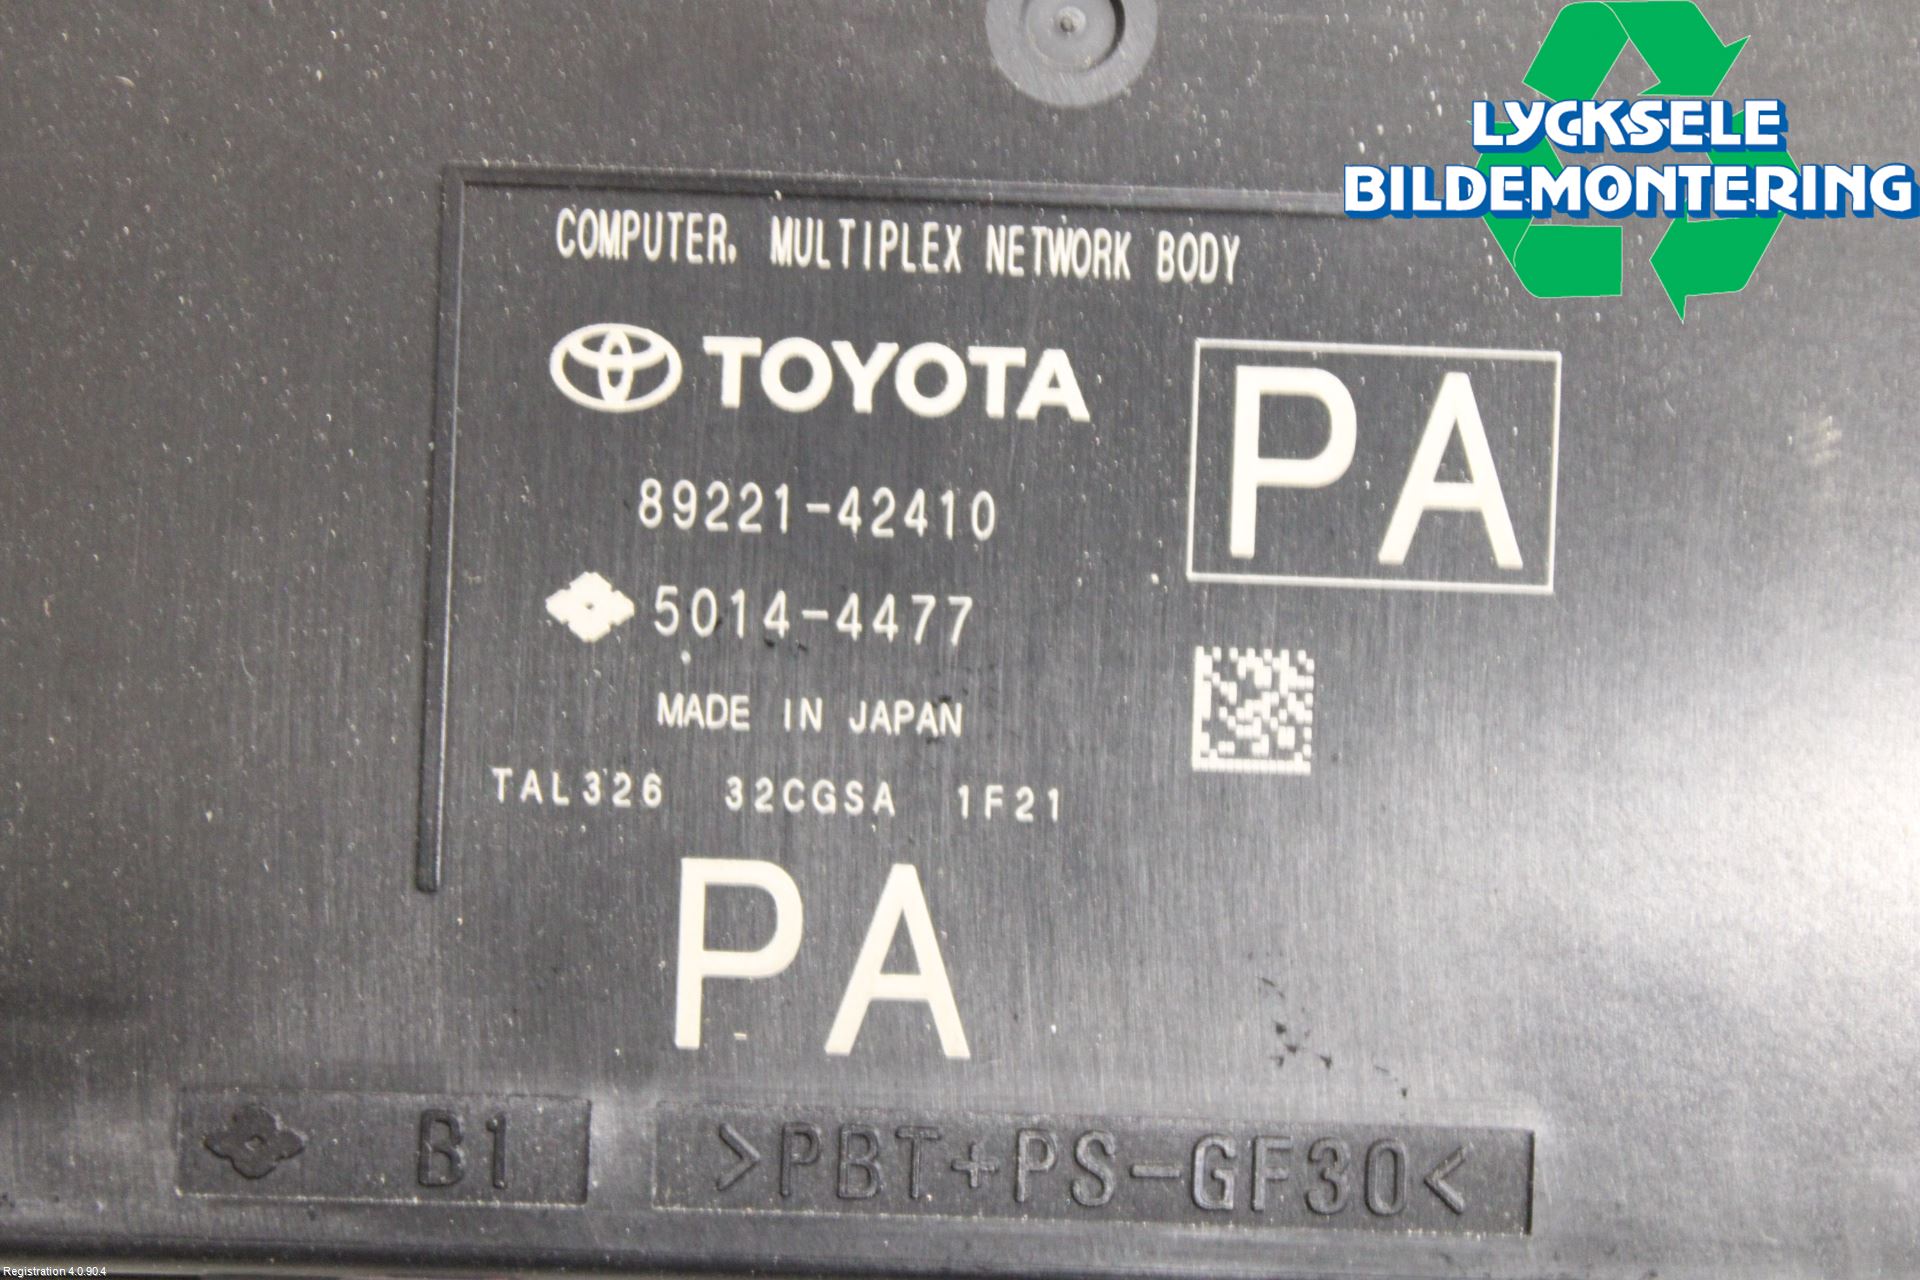 LYCKSELE
BILDEMONTERING
COMPUTER, MULTIPLEX NETWORK BODY
TOYOTA
PA
89221-42410
5014-4477
MADE IN JAPAN
TAL326 32CGSA 1F21
PA
B1
>PBT+PS-GF30<
Registration 4.0.90.4